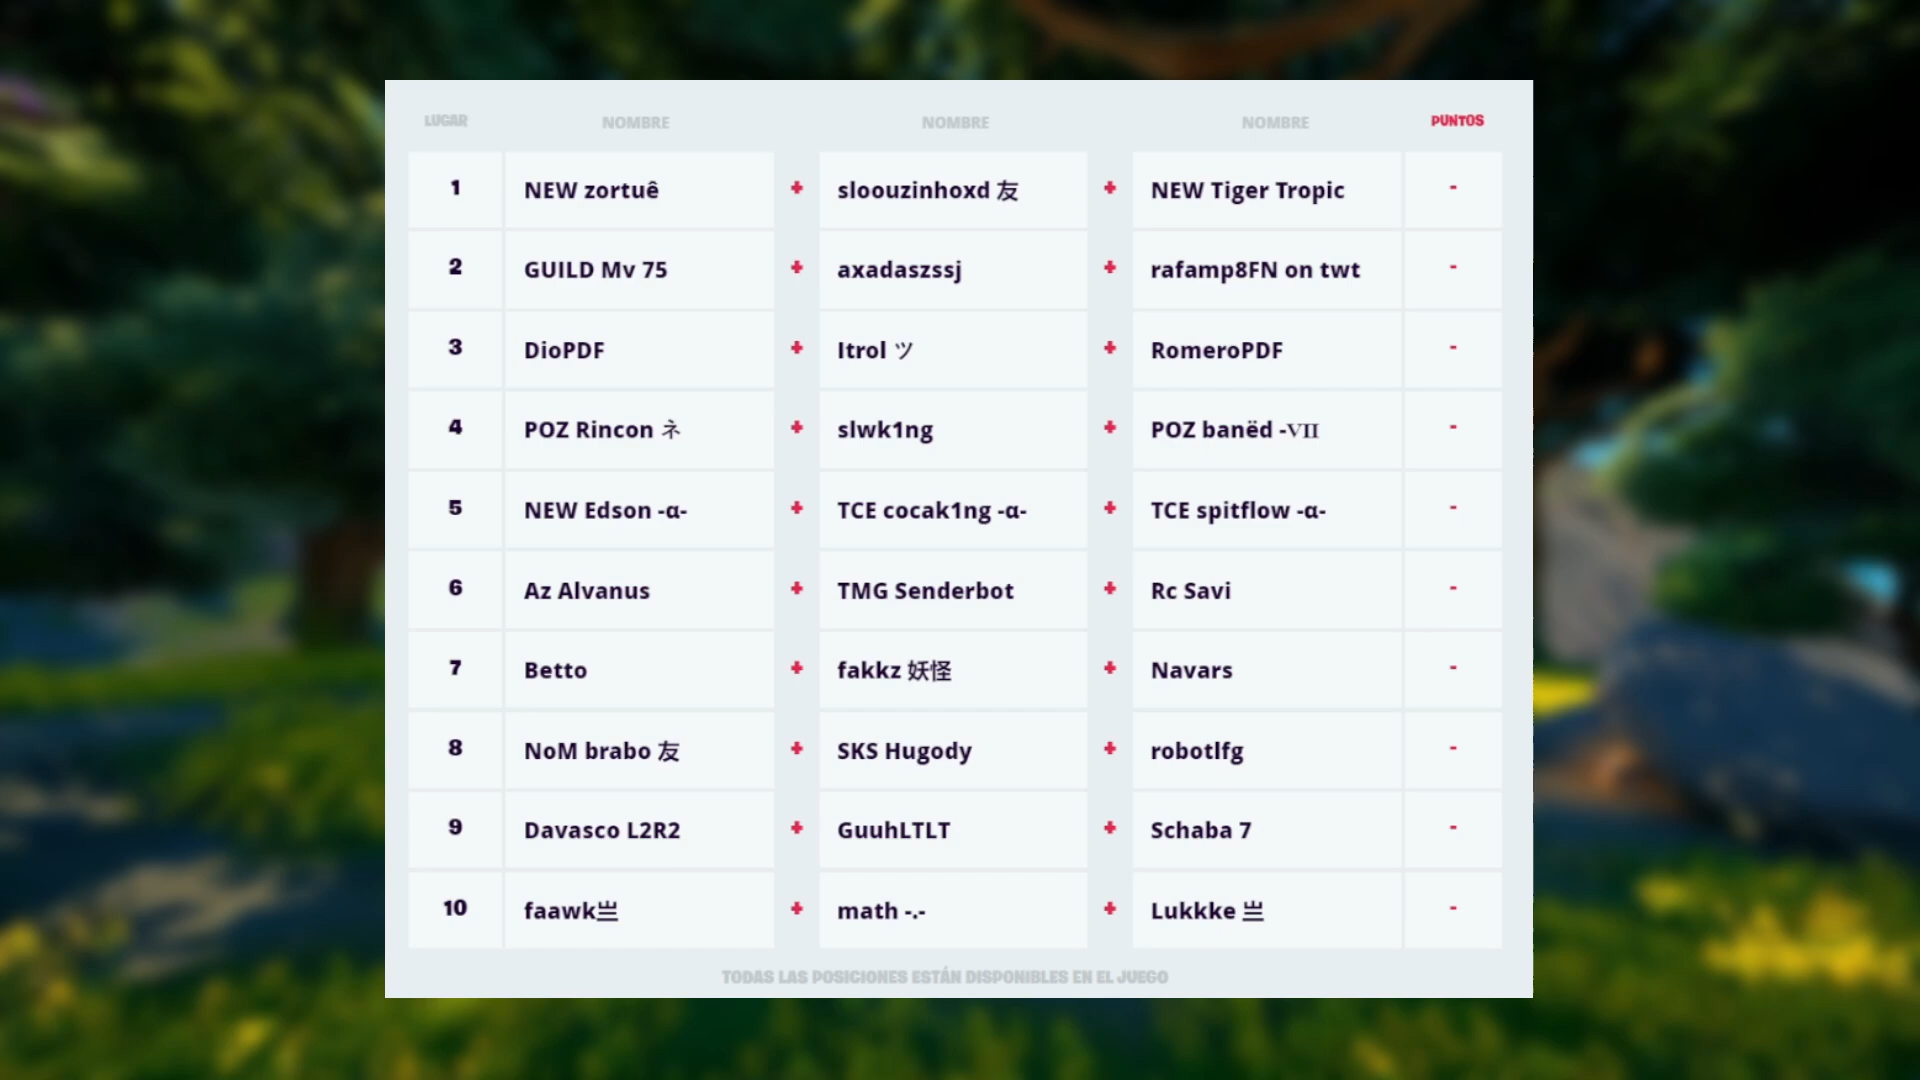 LUGAR NOMBRE NOMBRE NOMBRE PUNTOS
1 NEW zortuê + sloouzinhoxd 友 + NEW Tiger Tropic -
2 GUILD Mv 75 + axadaszssj + rafamp8FN on twt -
3 DioPDF + Itrol ツ + RomeroPDF -
4 POZ Rincon ネ + slwk1ng + POZ banëd -VII -
5 NEW Edson -α- + TCE cocak1ng -α- + TCE spitflow -α- -
6 Az Alvanus + TMG Senderbot + Rc Savi -
7 Betto + fakkz 妖怪 + Navars -
8 NoM brabo 友 + SKS Hugody + robotlfg -
9 Davasco L2R2 + GuuhLTLT + Schaba 7 -
10 faawk亗 + math -.- + Lukkke 亗 -
TODAS LAS POSICIONES ESTÁN DISPONIBLES EN EL JUEGO